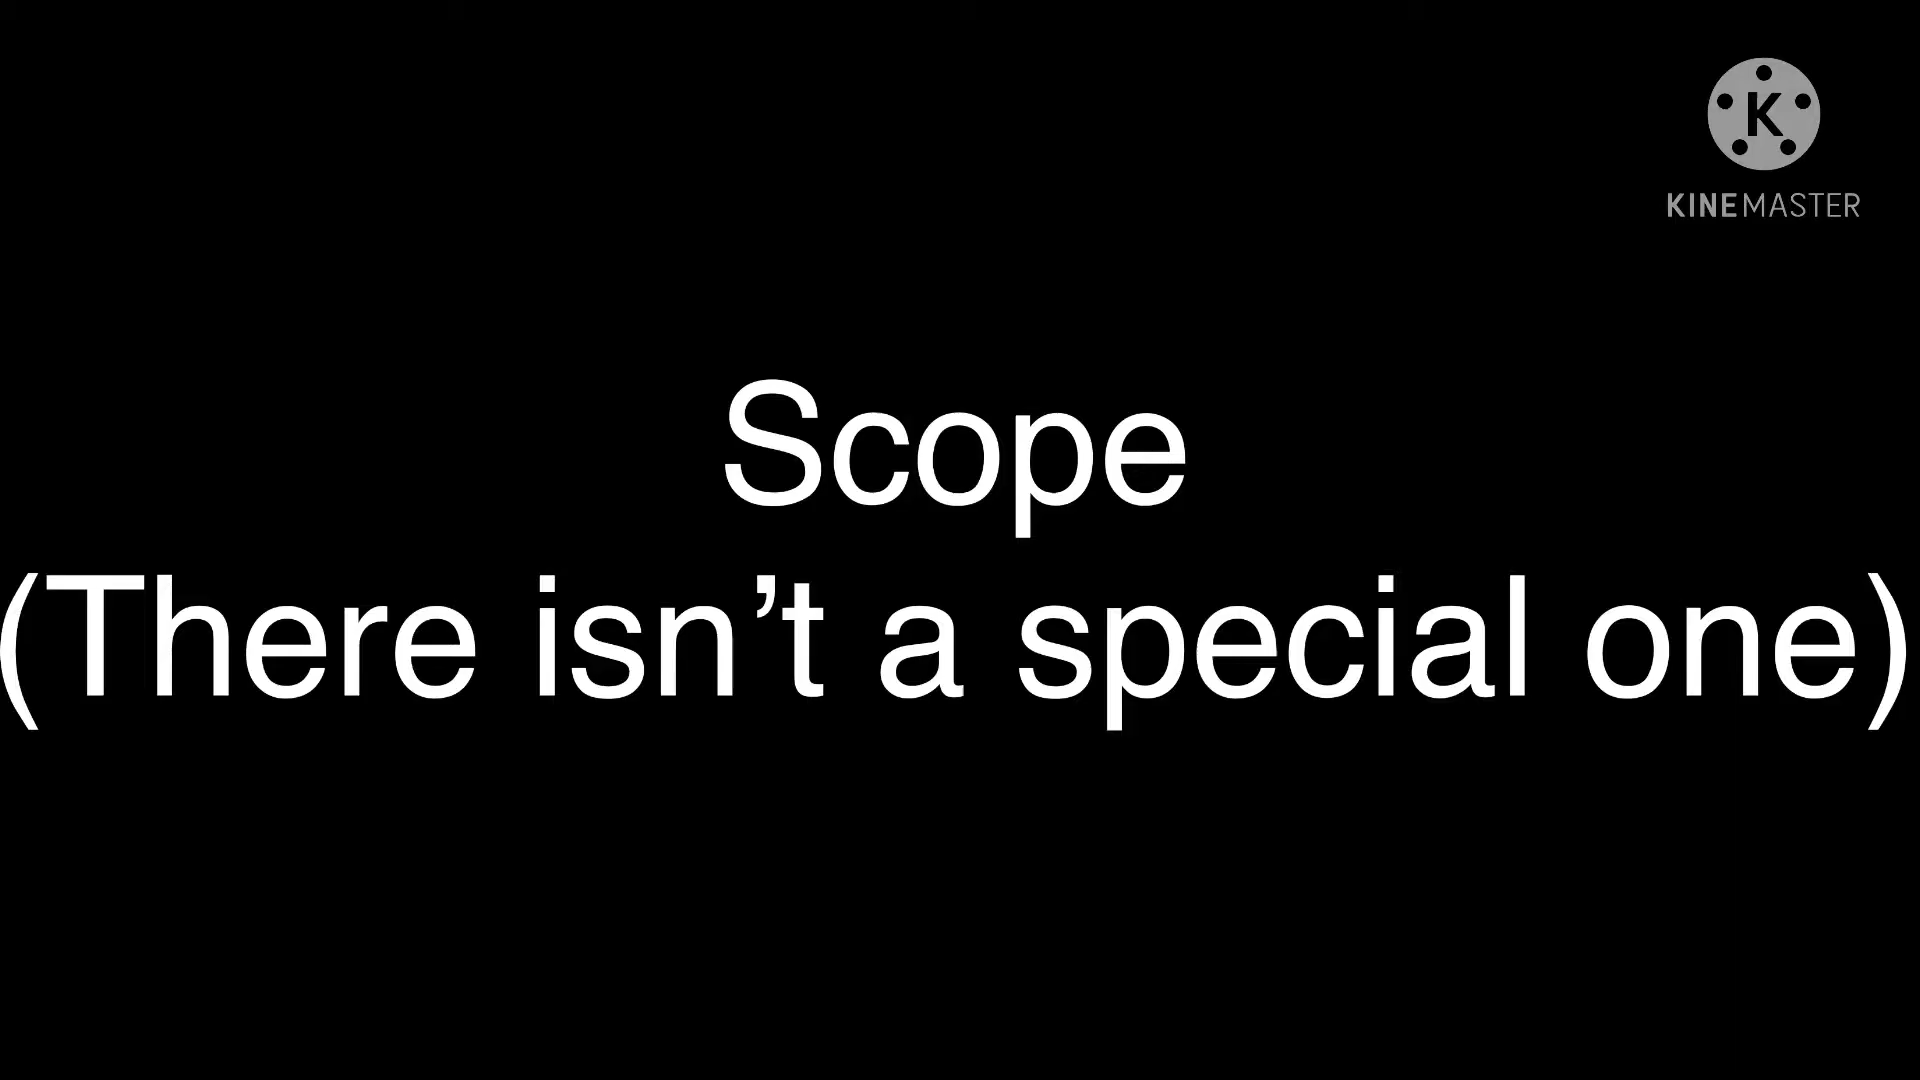 K
KINEMASTER
Scope
(There isn’t a special one)